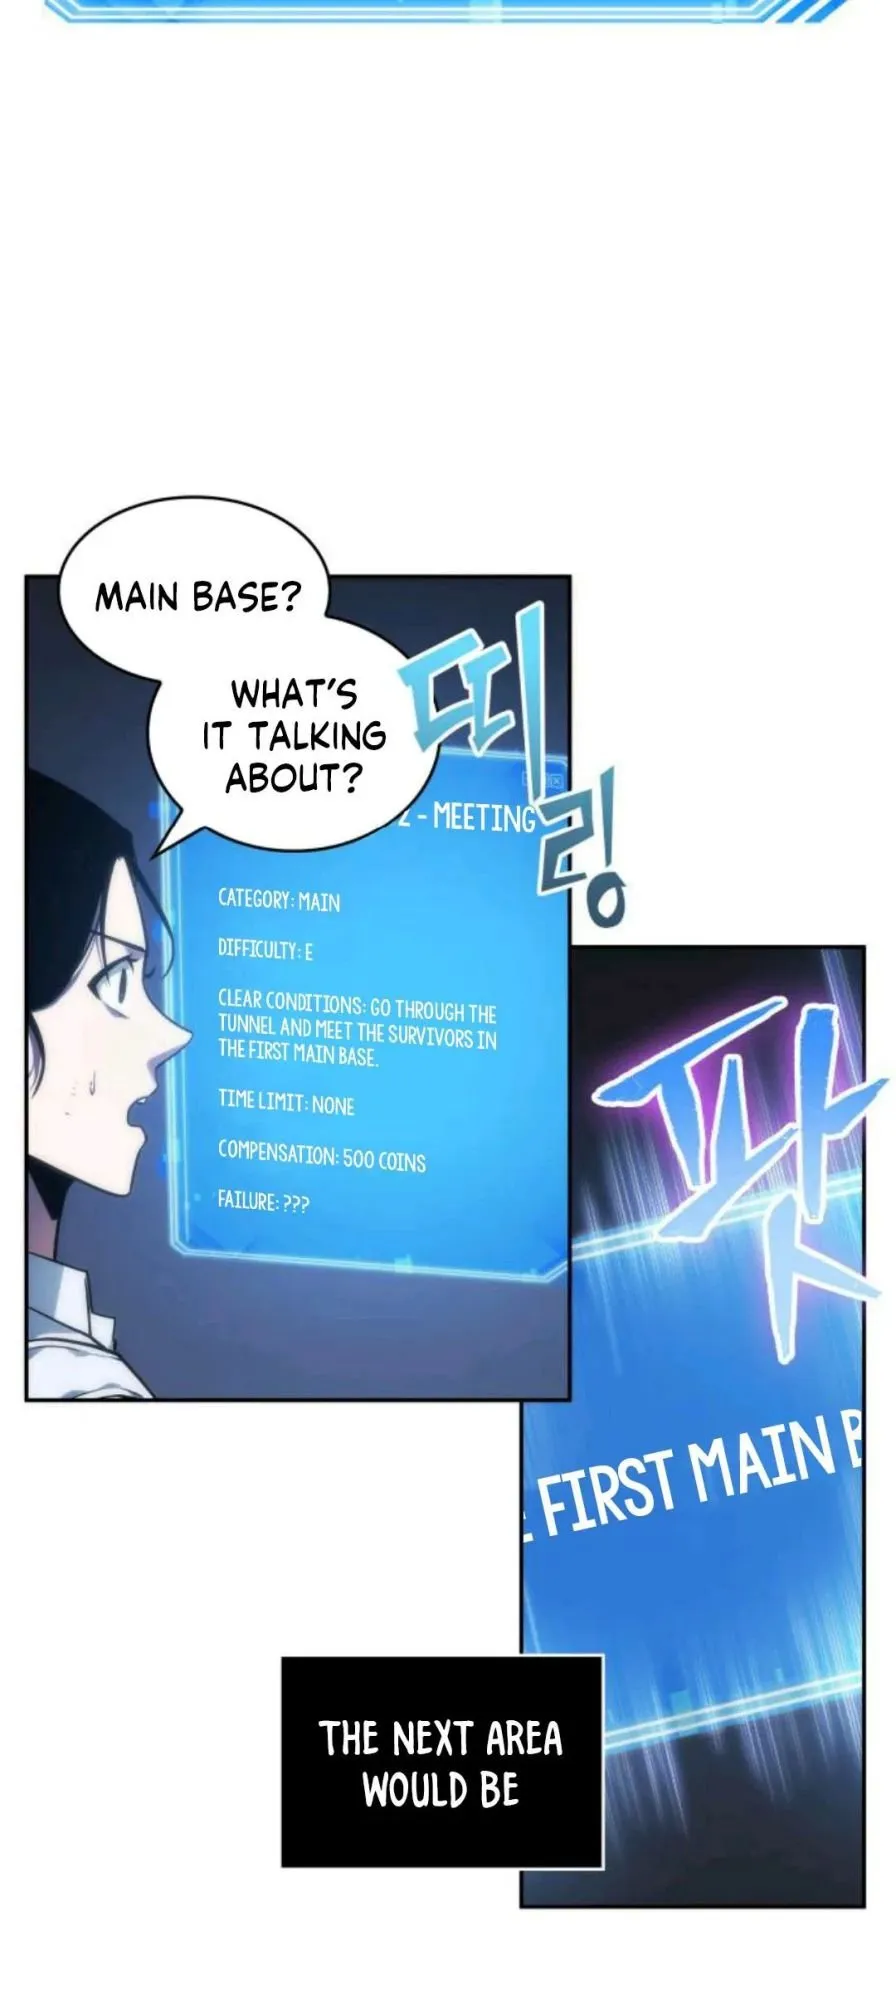 MAIN BASE?
WHAT'S
IT TALKING
ABOUT?
띠링
2 - MEETING
CATEGORY: MAIN
DIFFICULTY: E
CLEAR CONDITIONS: GO THROUGH THE
TUNNEL AND MEET THE SURVIVORS IN
THE FIRST MAIN BASE.
TIME LIMIT: NONE
COMPENSATION: 500 COINS
FAILURE: ???
팟
FIRST MAIN
THE NEXT AREA
WOULD BE